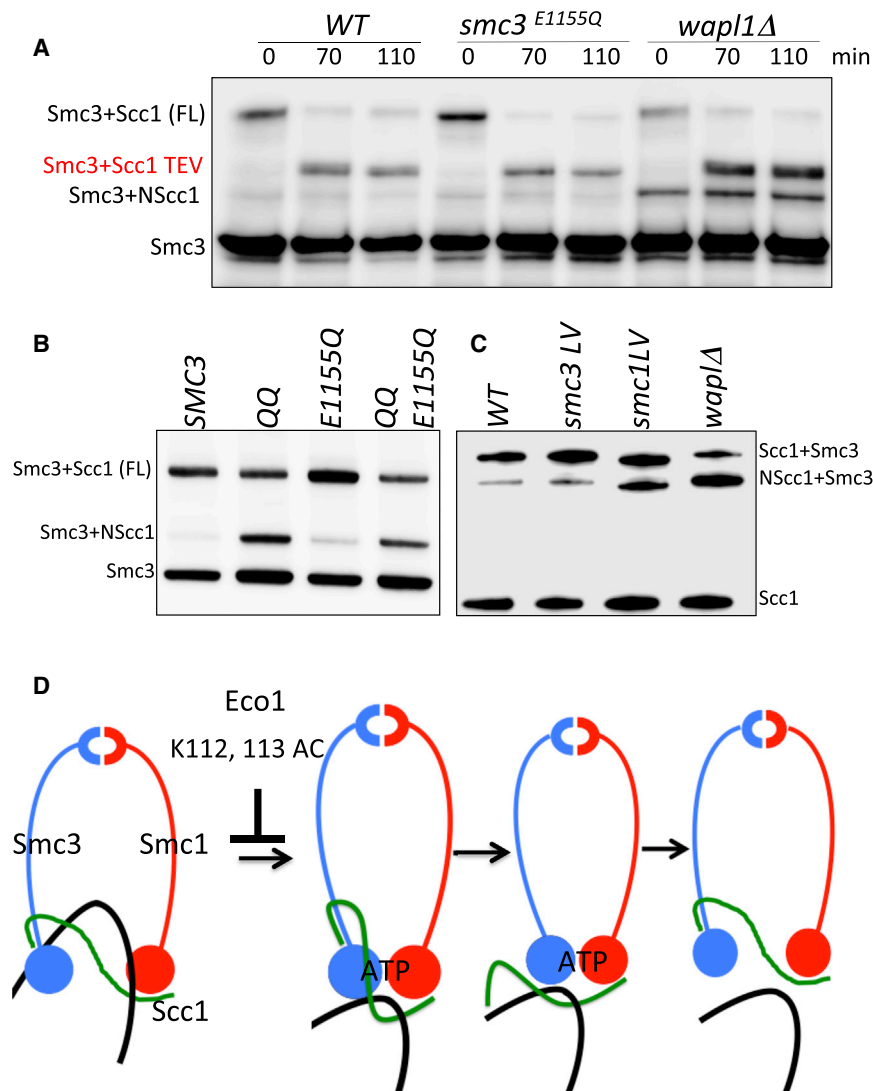 A
WT smc3 E1155Q wapl1Δ
0 70 110 0 70 110 0 70 110 min
Smc3+Scc1 (FL)
Smc3+Scc1 TEV
Smc3+NScc1
Smc3
B
SMC3 QQ E1155Q QQ E1155Q
Smc3+Scc1 (FL)
Smc3+NScc1
Smc3
C
WT smc3 LV smc1LV waplΔ
Scc1+Smc3
NScc1+Smc3
Scc1
D
Eco1
K112, 113 AC
Smc3 Smc1
ATP ATP
Scc1